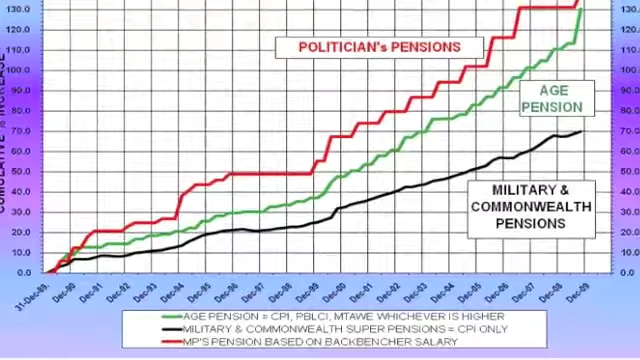 130.0
120.0
110.0
100.0
90.0
80.0
70.0
60.0
50.0
40.0
30.0
20.0
10.0
0.0
CUMULATIVE % INCREASE
POLITICIAN's PENSIONS
AGE
PENSION
MILITARY &
COMMONWEALTH
PENSIONS
130.0
120.0
110.0
100.0
90.0
80.0
70.0
60.0
50.0
40.0
30.0
20.0
10.0
0.0
31-Dec-89 Dec-90 Dec-91 Dec-92 Dec-93 Dec-94 Dec-95 Dec-96 Dec-97 Dec-98 Dec-99 Dec-00 Dec-01 Dec-02 Dec-03 Dec-04 Dec-05 Dec-06 Dec-07 Dec-08 Dec-09
AGE PENSION = CPI, PBLCI, MTAWE WHICHEVER IS HIGHER
MILITARY & COMMONWEALTH SUPER PENSIONS = CPI ONLY
MP'S PENSION BASED ON BACKBENCHER SALARY